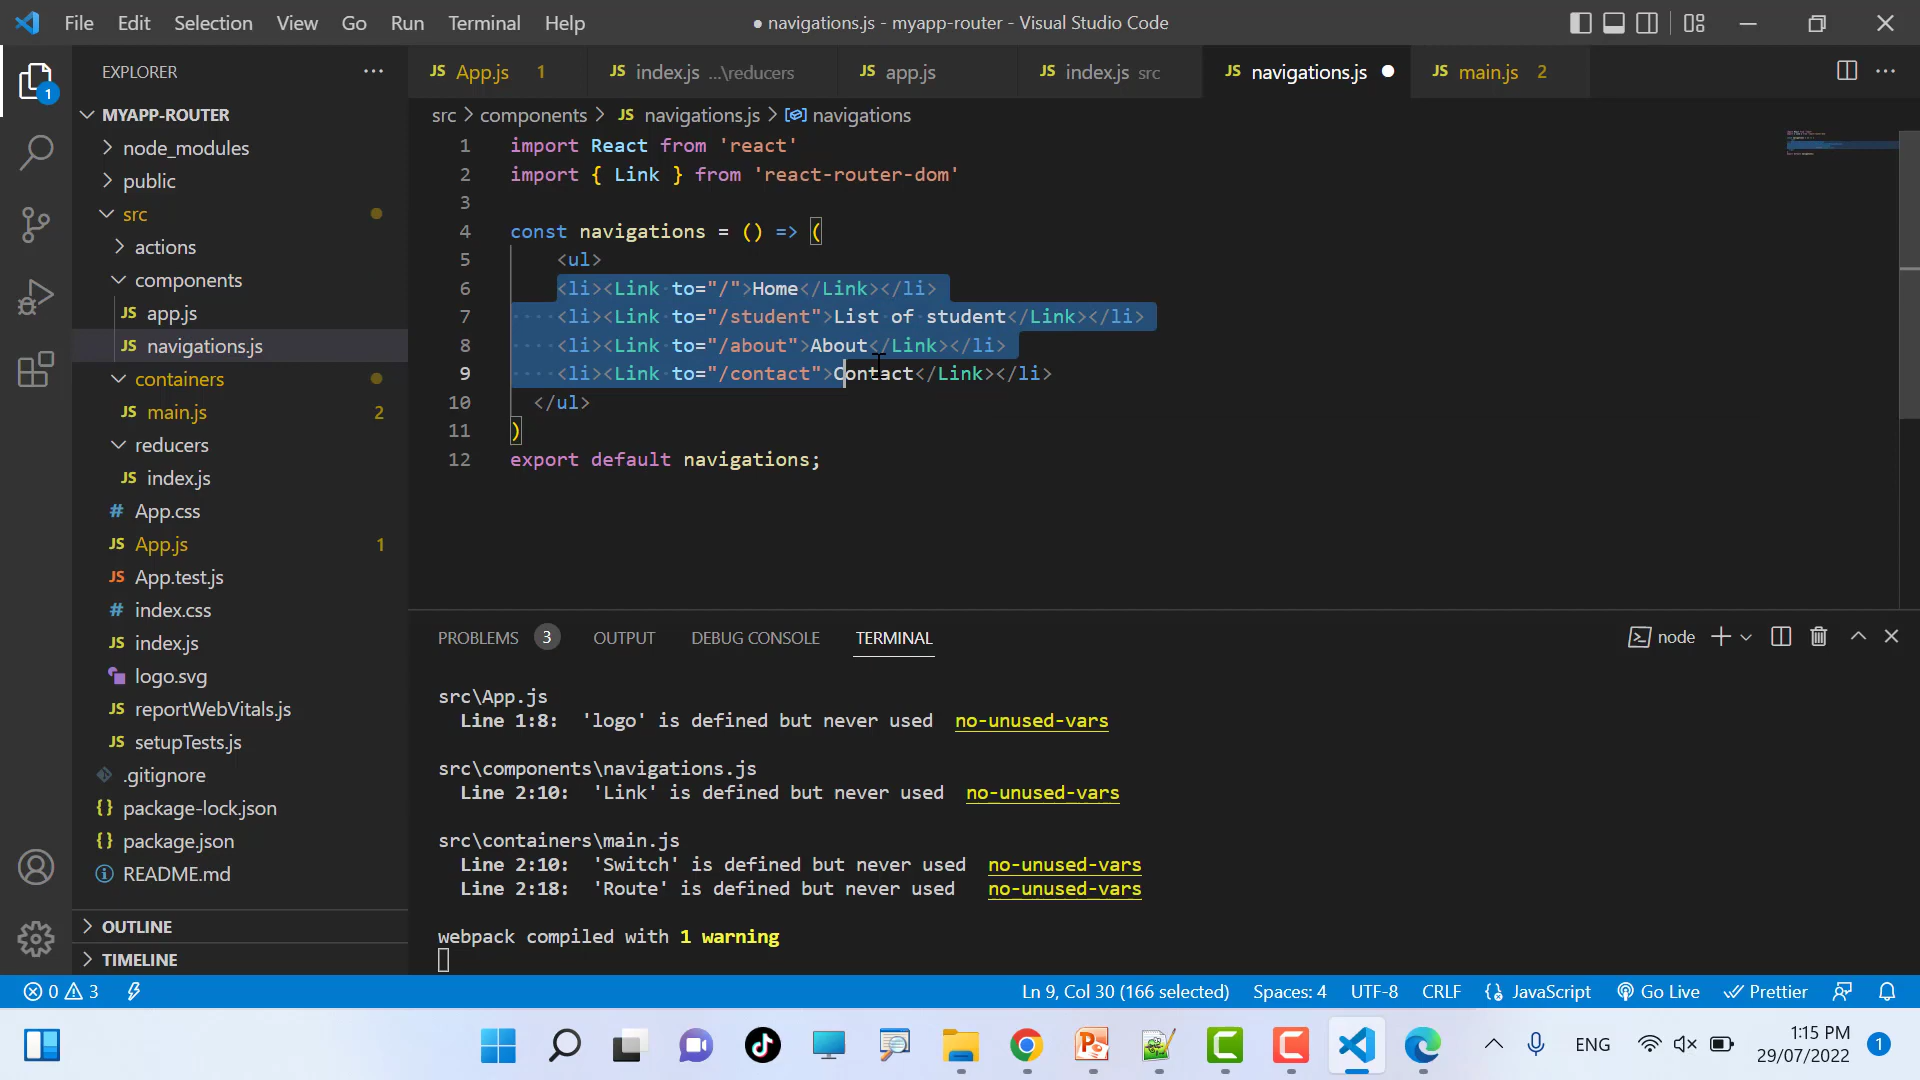 File Edit Selection View Go Run Terminal Help
● navigations.js - myapp-router - Visual Studio Code
EXPLORER
MYAPP-ROUTER
node_modules
public
src
actions
components
JS app.js
JS navigations.js
containers
JS main.js 2
reducers
JS index.js
# App.css
JS App.js 1
JS App.test.js
# index.css
JS index.js
logo.svg
JS reportWebVitals.js
JS setupTests.js
.gitignore
{} package-lock.json
{} package.json
README.md
OUTLINE
TIMELINE
1
JS App.js 1 JS index.js ...\reducers JS app.js JS index.js src JS navigations.js ● JS main.js 2
src > components > JS navigations.js > navigations
1 import React from 'react'
2 import { Link } from 'react-router-dom'
3
4 const navigations = () => (
5 <ul>
6 <li><Link to="/">Home</Link></li>
7 <li><Link to="/student">List of student</Link></li>
8 <li><Link to="/about">About</Link></li>
9 <li><Link to="/contact">Contact</Link></li>
10 </ul>
11 )
12 export default navigations;
PROBLEMS 3 OUTPUT DEBUG CONSOLE TERMINAL
node
src\App.js
Line 1:8: 'logo' is defined but never used no-unused-vars
src\components\navigations.js
Line 2:10: 'Link' is defined but never used no-unused-vars
src\containers\main.js
Line 2:10: 'Switch' is defined but never used no-unused-vars
Line 2:18: 'Route' is defined but never used no-unused-vars
webpack compiled with 1 warning
0 3
Ln 9, Col 30 (166 selected) Spaces: 4 UTF-8 CRLF {} JavaScript Go Live Prettier
ENG
1:15 PM
29/07/2022
1